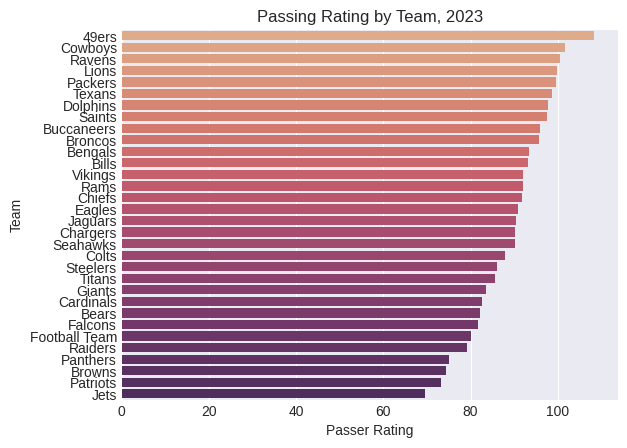 Passing Rating by Team, 2023
49ers
Cowboys
Ravens
Lions
Packers
Texans
Dolphins
Saints
Buccaneers
Broncos
Bengals
Bills
Vikings
Rams
Chiefs
Eagles
Jaguars
Chargers
Seahawks
Colts
Steelers
Titans
Giants
Cardinals
Bears
Falcons
Football Team
Raiders
Panthers
Browns
Patriots
Jets
Team
0 20 40 60 80 100
Passer Rating